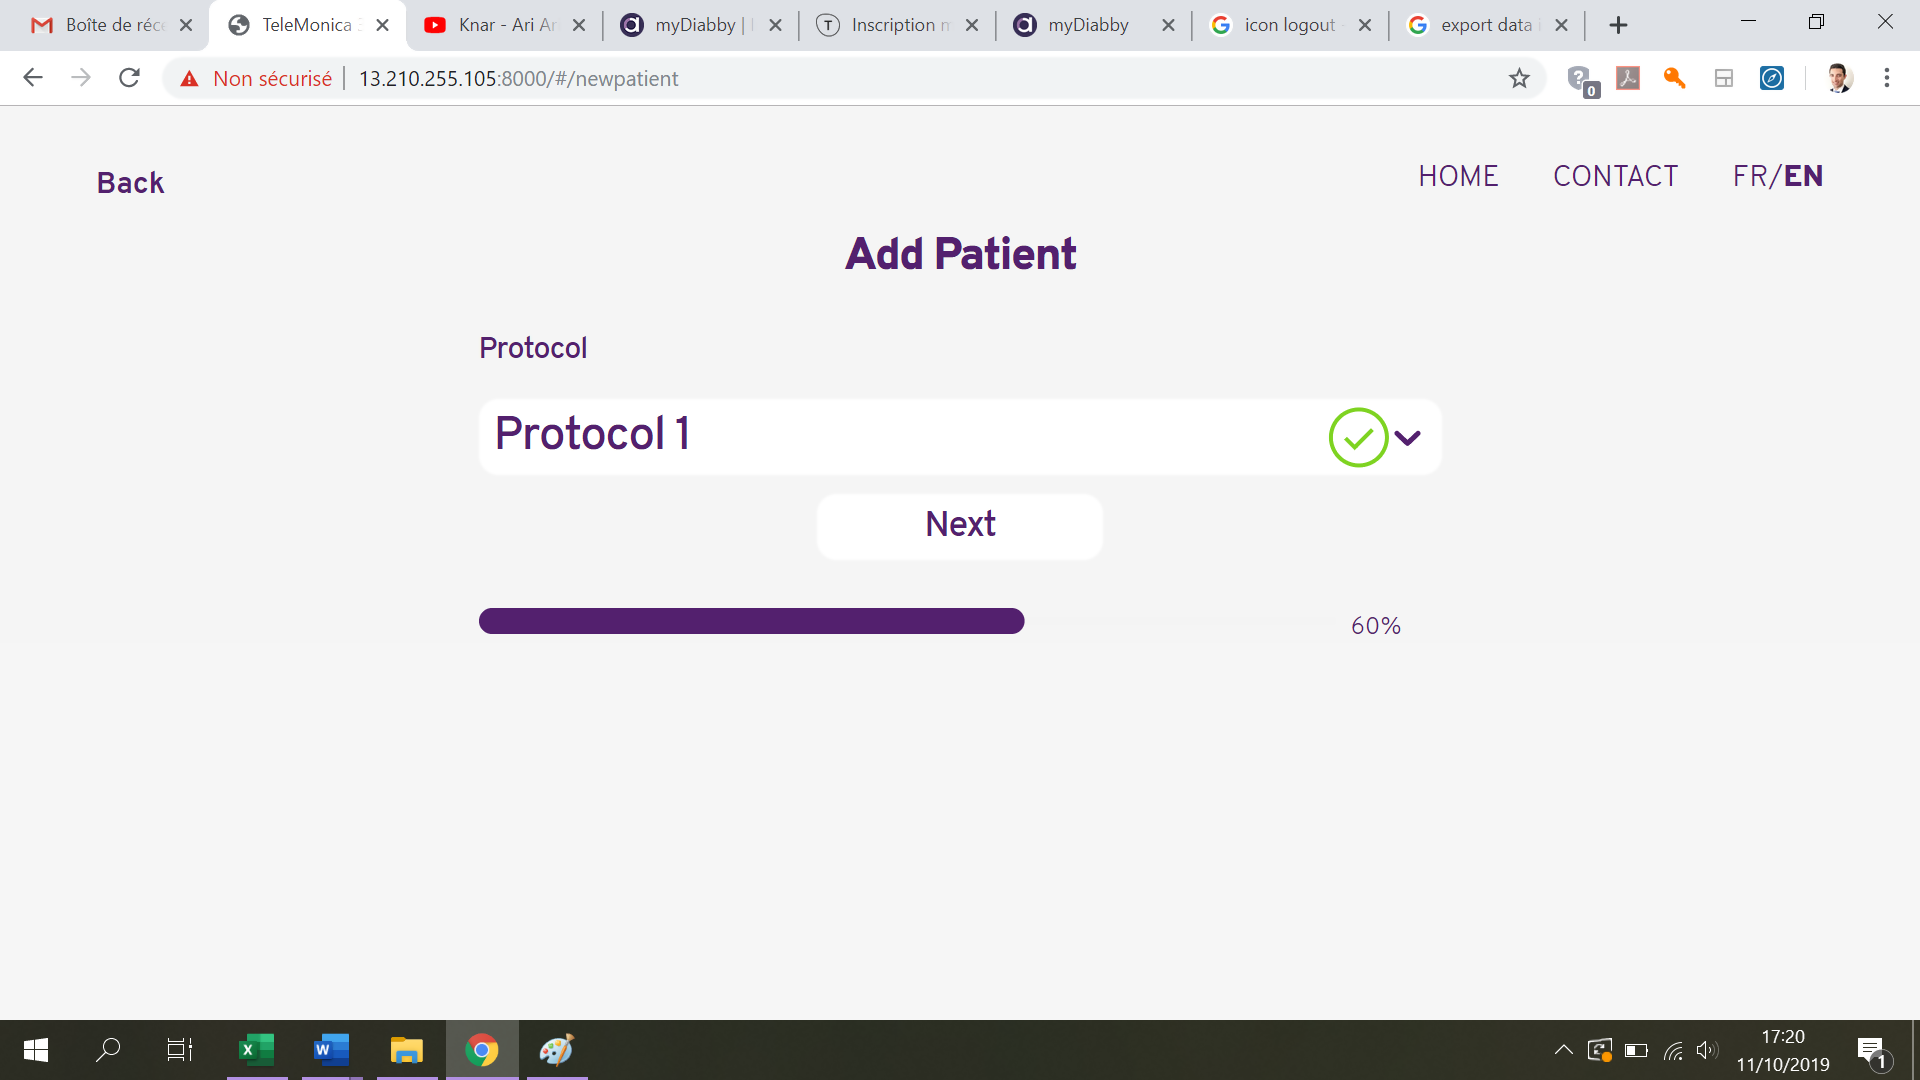 Boîte de réc
TeleMonica
Knar - Ari Ar
myDiabby |
Inscription m
myDiabby
icon logout
export data
Non sécurisé
13.210.255.105:8000/#/newpatient
0
Back
HOME
CONTACT
FR/EN
Add Patient
Protocol
Protocol 1
Next
60%
17:20
11/10/2019
1